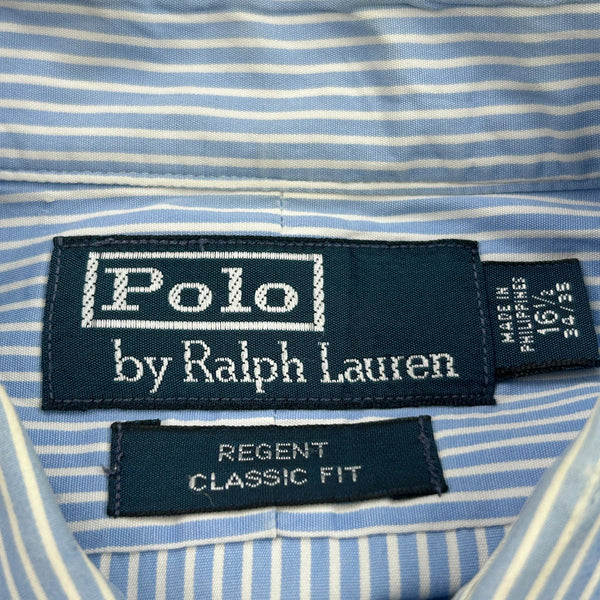 Polo
by Ralph Lauren
MADE IN
PHILIPPINES
16½
34/35
REGENT
CLASSIC FIT